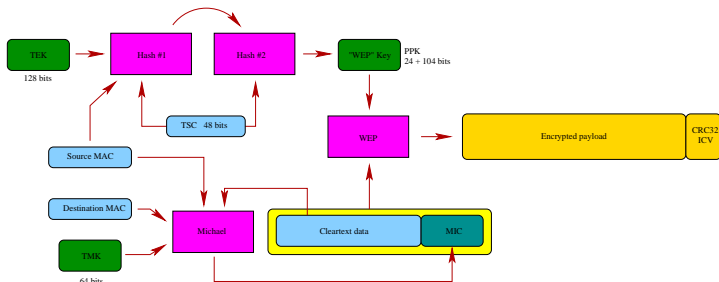 TEK
128 bits
Hash #1
Hash #2
"WEP" Key
PPK
24 + 104 bits
TSC 48 bits
WEP
Encrypted payload
CRC32
ICV
Source MAC
Destination MAC
Michael
Cleartext data
MIC
TMK
64 bits